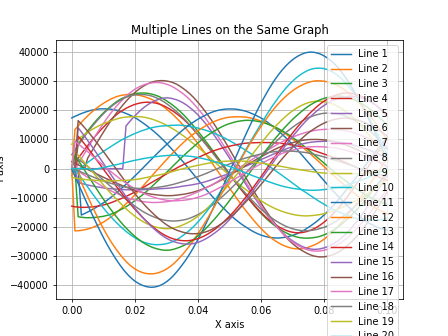 Multiple Lines on the Same Graph
40000
30000
20000
10000
0
-10000
-20000
-30000
-40000
0.00
0.02
0.04
0.06
0.08
X axis
Line 1
Line 2
Line 3
Line 4
Line 5
Line 6
Line 7
Line 8
Line 9
Line 10
Line 11
Line 12
Line 13
Line 14
Line 15
Line 16
Line 17
Line 18
Line 19
Line 20